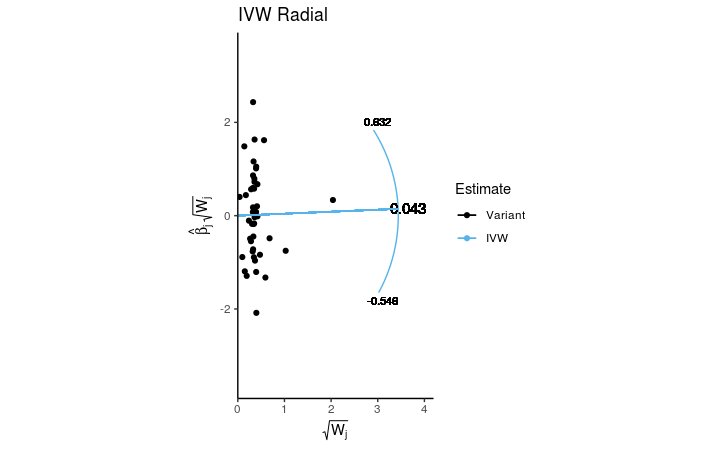 IVW Radial
0.632
2
Estimate
0.043
Variant
0
IVW
-0.546
-2
0 1 2 3 4
β̂j√Wj
√Wj